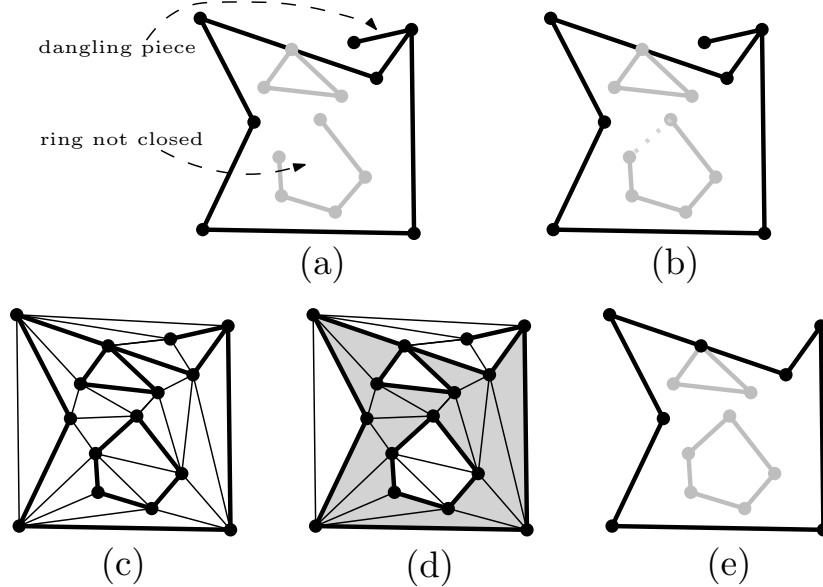 dangling piece
ring not closed
(a)
(b)
(c)
(d)
(e)